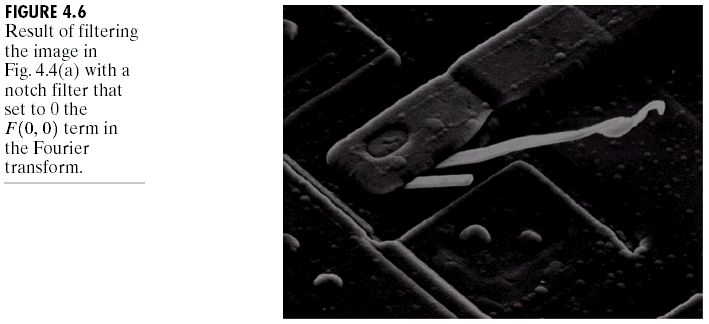 FIGURE 4.6
Result of filtering
the image in
Fig. 4.4(a) with a
notch filter that
set to 0 the
F(0, 0) term in
the Fourier
transform.